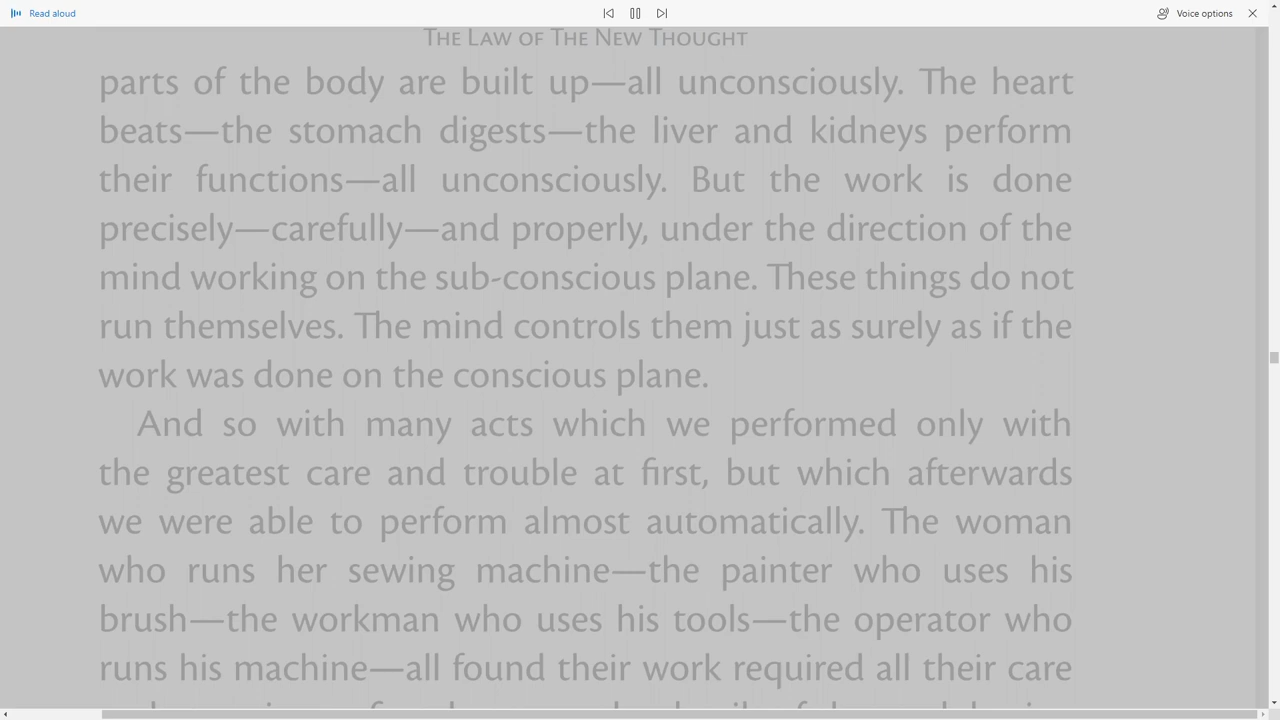 Read aloud
Voice options
The Law of The New Thought
parts of the body are built up—all unconsciously. The heart
beats—the stomach digests—the liver and kidneys perform
their functions—all unconsciously. But the work is done
precisely—carefully—and properly, under the direction of the
mind working on the sub-conscious plane. These things do not
run themselves. The mind controls them just as surely as if the
work was done on the conscious plane.
And so with many acts which we performed only with
the greatest care and trouble at first, but which afterwards
we were able to perform almost automatically. The woman
who runs her sewing machine—the painter who uses his
brush—the workman who uses his tools—the operator who
runs his machine—all found their work required all their care